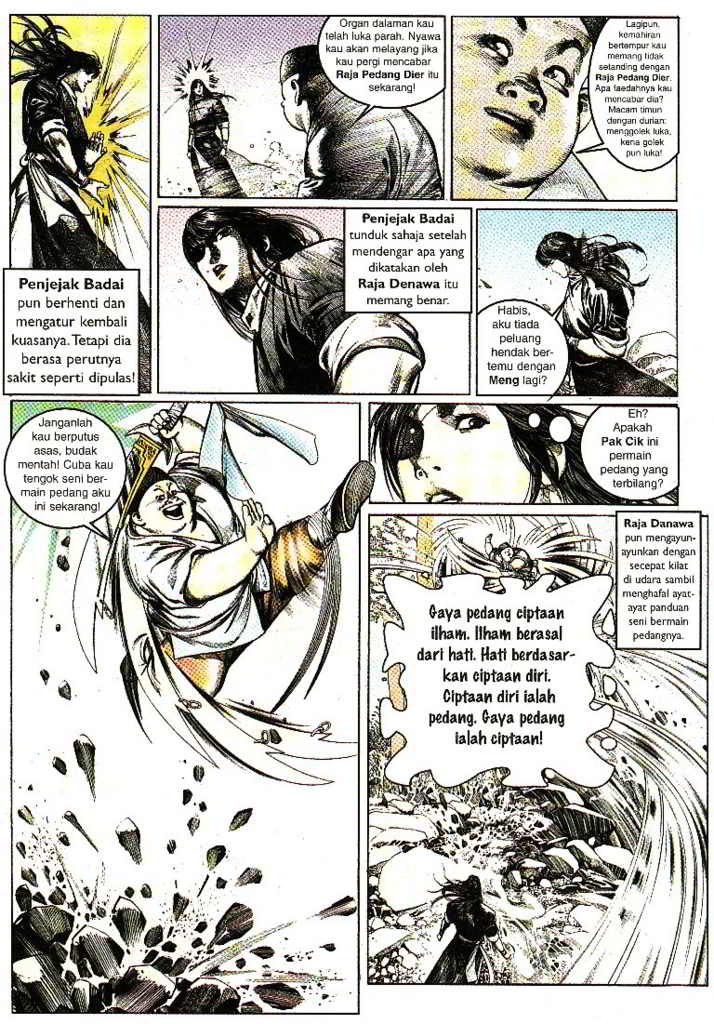 Penjejak Badai
pun berhenti dan
mengatur kembali
kuasanya. Tetapi dia
berasa perutnya
sakit seperti dipulas!
Organ dalaman kau
telah luka parah. Nyawa
kau akan melayang jika
kau pergi mencabar
Raja Pedang Dier itu
sekarang!
Lagipun,
kemahiran
bertempur kau
memang tidak
setanding dengan
Raja Pedang Dier.
Apa faedahnya kau
mencabar dia?
Macam timun
dengan durian:
menggolek luka,
kena golek
pun luka!
Penjejak Badai
tunduk sahaja setelah
mendengar apa yang
dikatakan oleh
Raja Denawa itu
memang benar.
Habis,
aku tiada
peluang
hendak ber-
temu dengan
Meng lagi?
Janganlah
kau berputus
asas, budak
mentah! Cuba kau
tengok seni ber-
main pedang aku
ini sekarang!
Eh?
Apakah
Pak Cik ini
permain
pedang yang
terbilang?
Raja Danawa
pun mengayun-
ayunkan dengan
secepat kilat
di udara sambil
menghafal ayat-
ayat panduan
seni bermain
pedangnya.
Gaya pedang ciptaan
ilham. Ilham berasal
dari hati. Hati berdasar-
kan ciptaan diri.
Ciptaan diri ialah
pedang. Gaya pedang
ialah ciptaan!